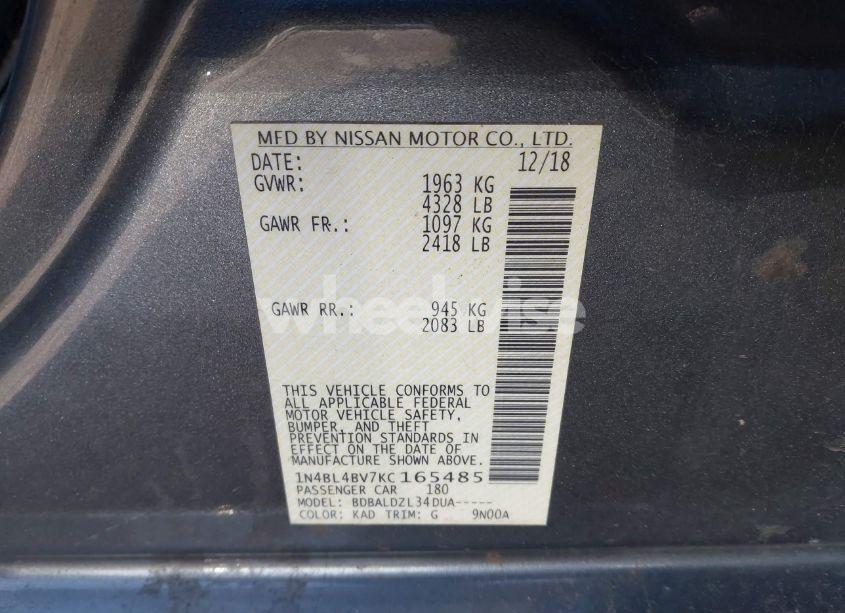 MFD BY NISSAN MOTOR CO., LTD.
DATE: 12/18
GVWR: 1963 KG
4328 LB
GAWR FR.: 1097 KG
2418 LB
GAWR RR.: 945 KG
2083 LB
wheelwise
THIS VEHICLE CONFORMS TO
ALL APPLICABLE FEDERAL
MOTOR VEHICLE SAFETY,
BUMPER, AND THEFT
PREVENTION STANDARDS IN
EFFECT ON THE DATE OF
MANUFACTURE SHOWN ABOVE.
1N4BL4BV7KC165485
PASSENGER CAR 180
MODEL: BDBALDZL34DUA-----
COLOR: KAD TRIM: G 9N00A